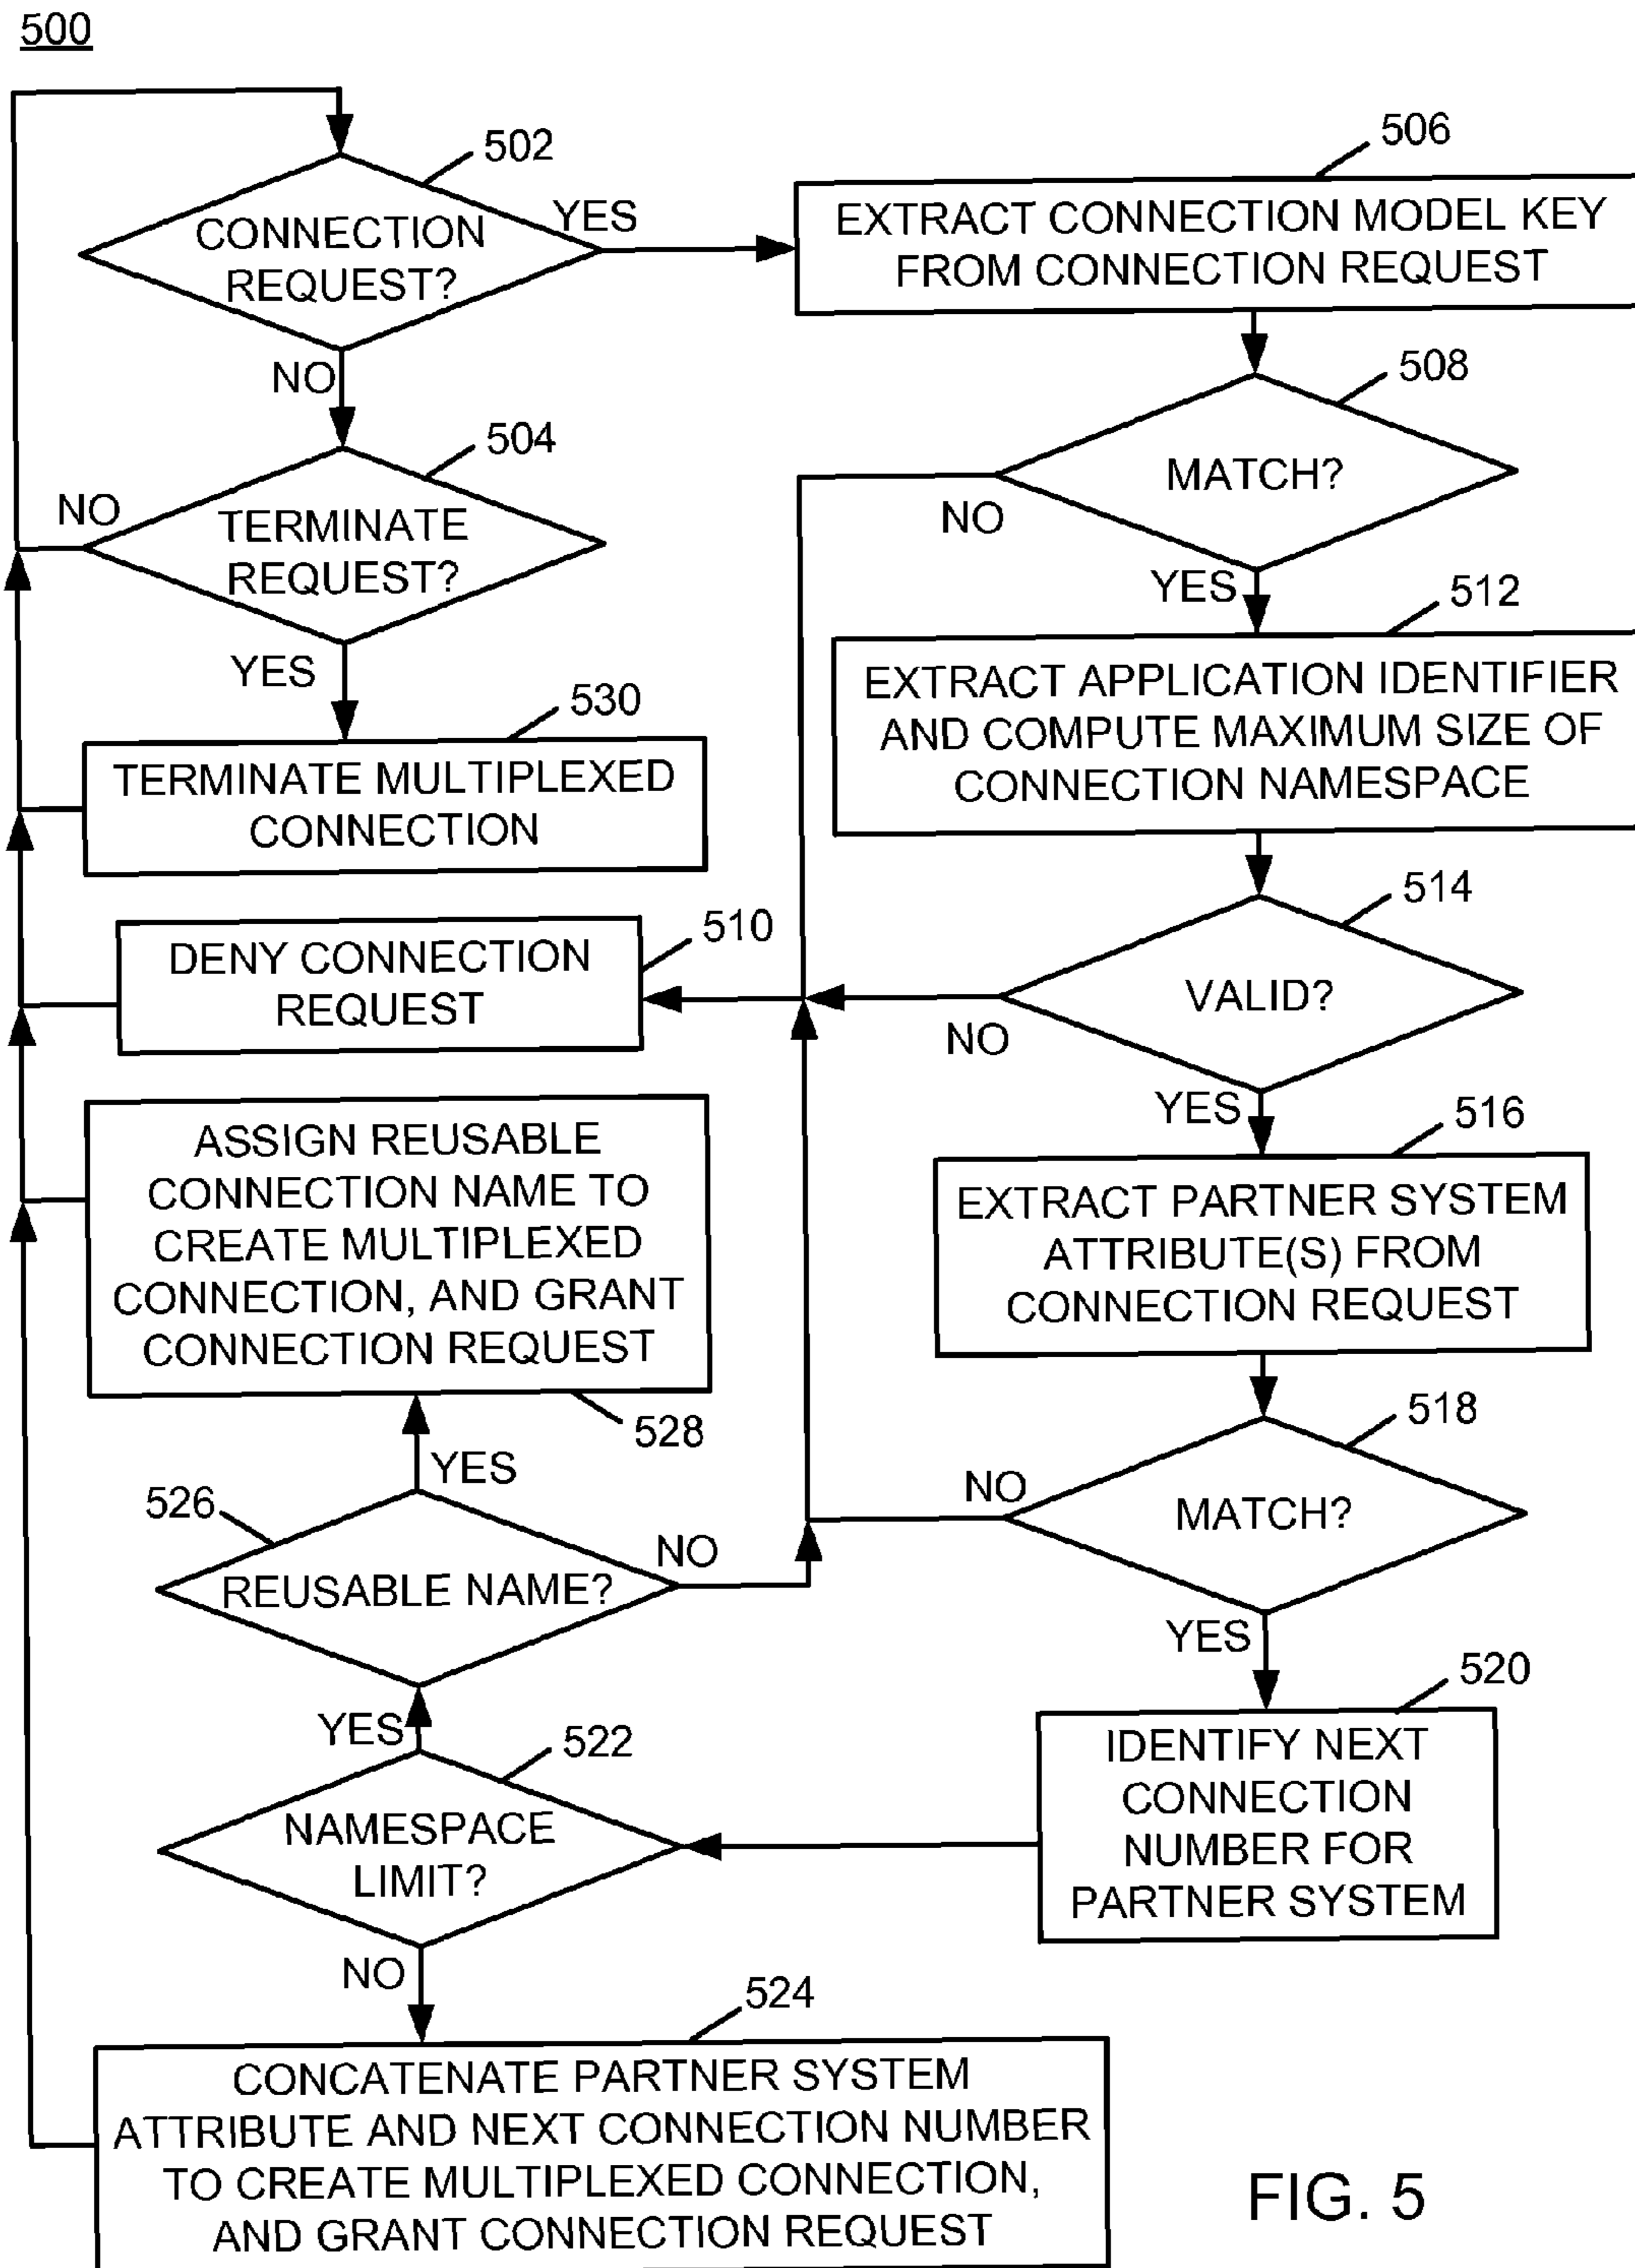 500
502
CONNECTION
REQUEST?
YES
NO
506
EXTRACT CONNECTION MODEL KEY
FROM CONNECTION REQUEST
508
MATCH?
NO
YES
504
TERMINATE
REQUEST?
NO
YES
512
EXTRACT APPLICATION IDENTIFIER
AND COMPUTE MAXIMUM SIZE OF
CONNECTION NAMESPACE
530
TERMINATE MULTIPLEXED
CONNECTION
514
VALID?
NO
YES
510
DENY CONNECTION
REQUEST
516
EXTRACT PARTNER SYSTEM
ATTRIBUTE(S) FROM
CONNECTION REQUEST
ASSIGN REUSABLE
CONNECTION NAME TO
CREATE MULTIPLEXED
CONNECTION, AND GRANT
CONNECTION REQUEST
528
YES
518
MATCH?
NO
YES
526
REUSABLE NAME?
NO
YES
520
IDENTIFY NEXT
CONNECTION
NUMBER FOR
PARTNER SYSTEM
522
NAMESPACE
LIMIT?
NO
524
CONCATENATE PARTNER SYSTEM
ATTRIBUTE AND NEXT CONNECTION NUMBER
TO CREATE MULTIPLEXED CONNECTION,
AND GRANT CONNECTION REQUEST
FIG. 5